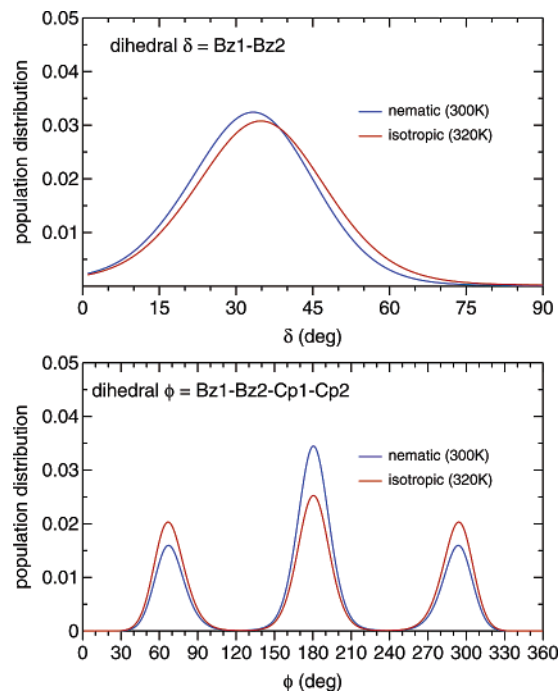 0.05
dihedral δ = Bz1-Bz2
0.04
nematic (300K)
0.03
isotropic (320K)
0.02
0.01
population distribution
0 15 30 45 60 75 90
δ (deg)
0.05
dihedral ϕ = Bz1-Bz2-Cp1-Cp2
0.04
nematic (300K)
0.03
isotropic (320K)
0.02
0.01
0
population distribution
0 30 60 90 120 150 180 210 240 270 300 330 360
ϕ (deg)